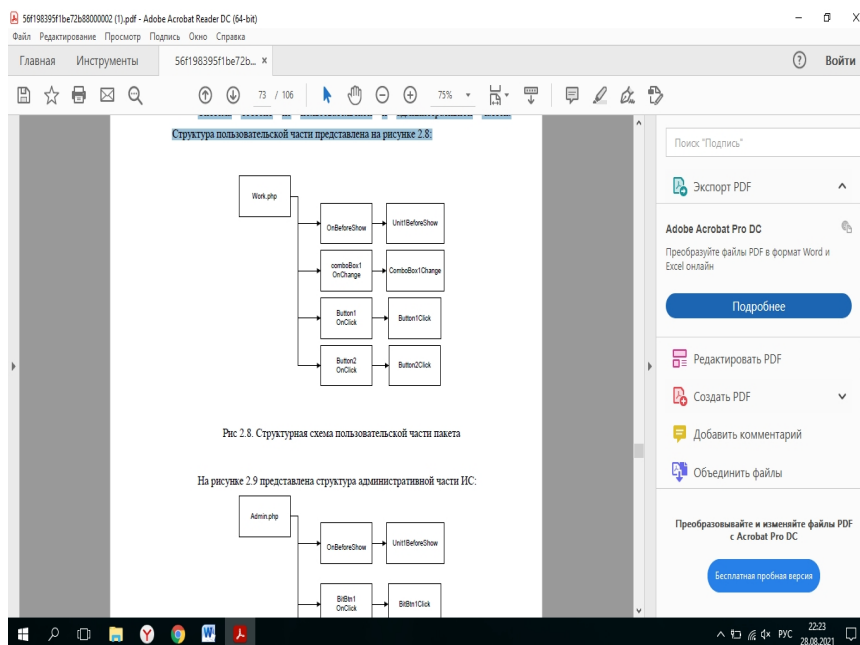 56f198395f1be72b88000002 (1).pdf - Adobe Acrobat Reader DC (64-bit)
Файл Редактирование Просмотр Подпись Окно Справка
Главная Инструменты 56f198395f1be72b... × Войти
73 / 106 75%
Структура пользовательской части представлена на рисунке 2.8:
Work.php
OnBeforeShow Unit1BeforeShow
comboBox1
OnChange
ComboBox1Change
Button1
OnClick
Button1Click
Button2
OnClick
Button2Click
Рис 2.8. Структурная схема пользовательской части пакета
На рисунке 2.9 представлена структура административной части ИС:
Admin.php
OnBeforeShow Unit1BeforeShow
BitBtn1
OnClick
BitBtn1Click
Поиск "Подпись"
Экспорт PDF
Adobe Acrobat Pro DC
Преобразуйте файлы PDF в формат Word и
Excel онлайн
Подробнее
Редактировать PDF
Создать PDF
Добавить комментарий
Объединить файлы
Преобразовывайте и изменяйте файлы PDF
с Acrobat Pro DC
Бесплатная пробная версия
РУС
22:23
28.08.2021